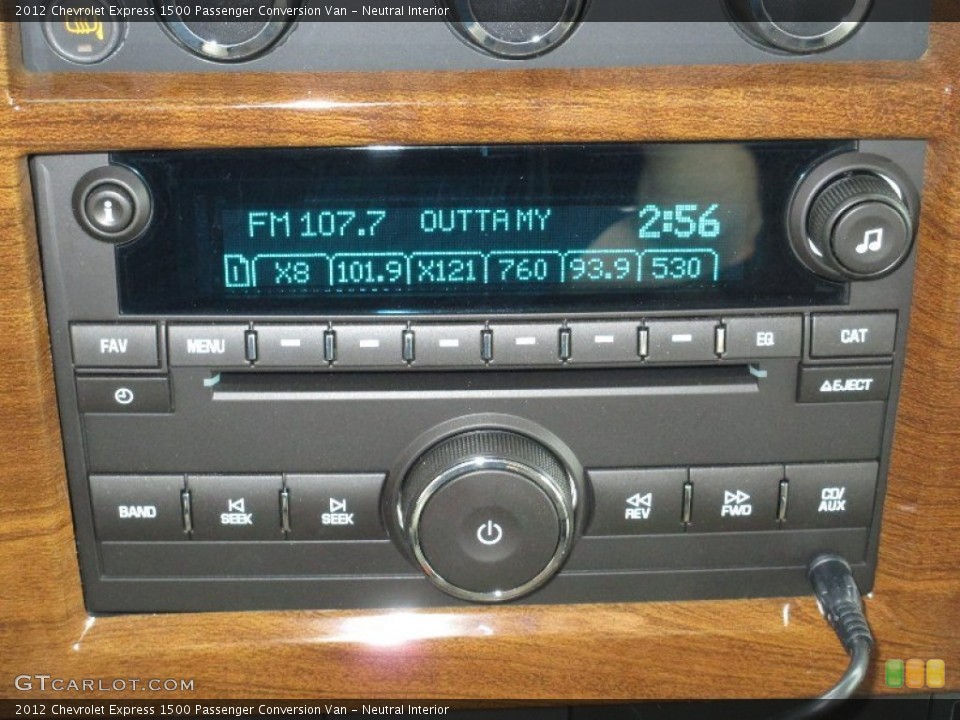 2012 Chevrolet Express 1500 Passenger Conversion Van - Neutral Interior
i
FM 107.7 OUTTA MY 2:56
1 X8 101.9 X121 760 93.9 530
FAV MENU EQ CAT
EJECT
BAND SEEK SEEK REV FWD CD/
AUX
GTCARLOT.COM
2012 Chevrolet Express 1500 Passenger Conversion Van - Neutral Interior